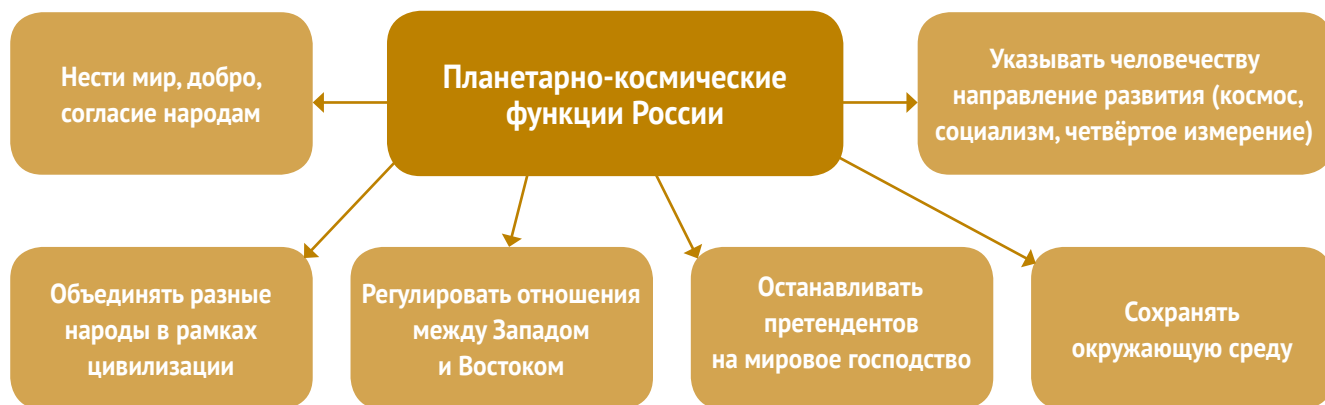 Нести мир, добро,
согласие народам
Планетарно-космические
функции России
Указывать человечеству
направление развития (космос,
социализм, четвёртое измерение)
Объединять разные
народы в рамках
цивилизации
Регулировать отношения
между Западом
и Востоком
Останавливать
претендентов
на мировое господство
Сохранять
окружающую среду